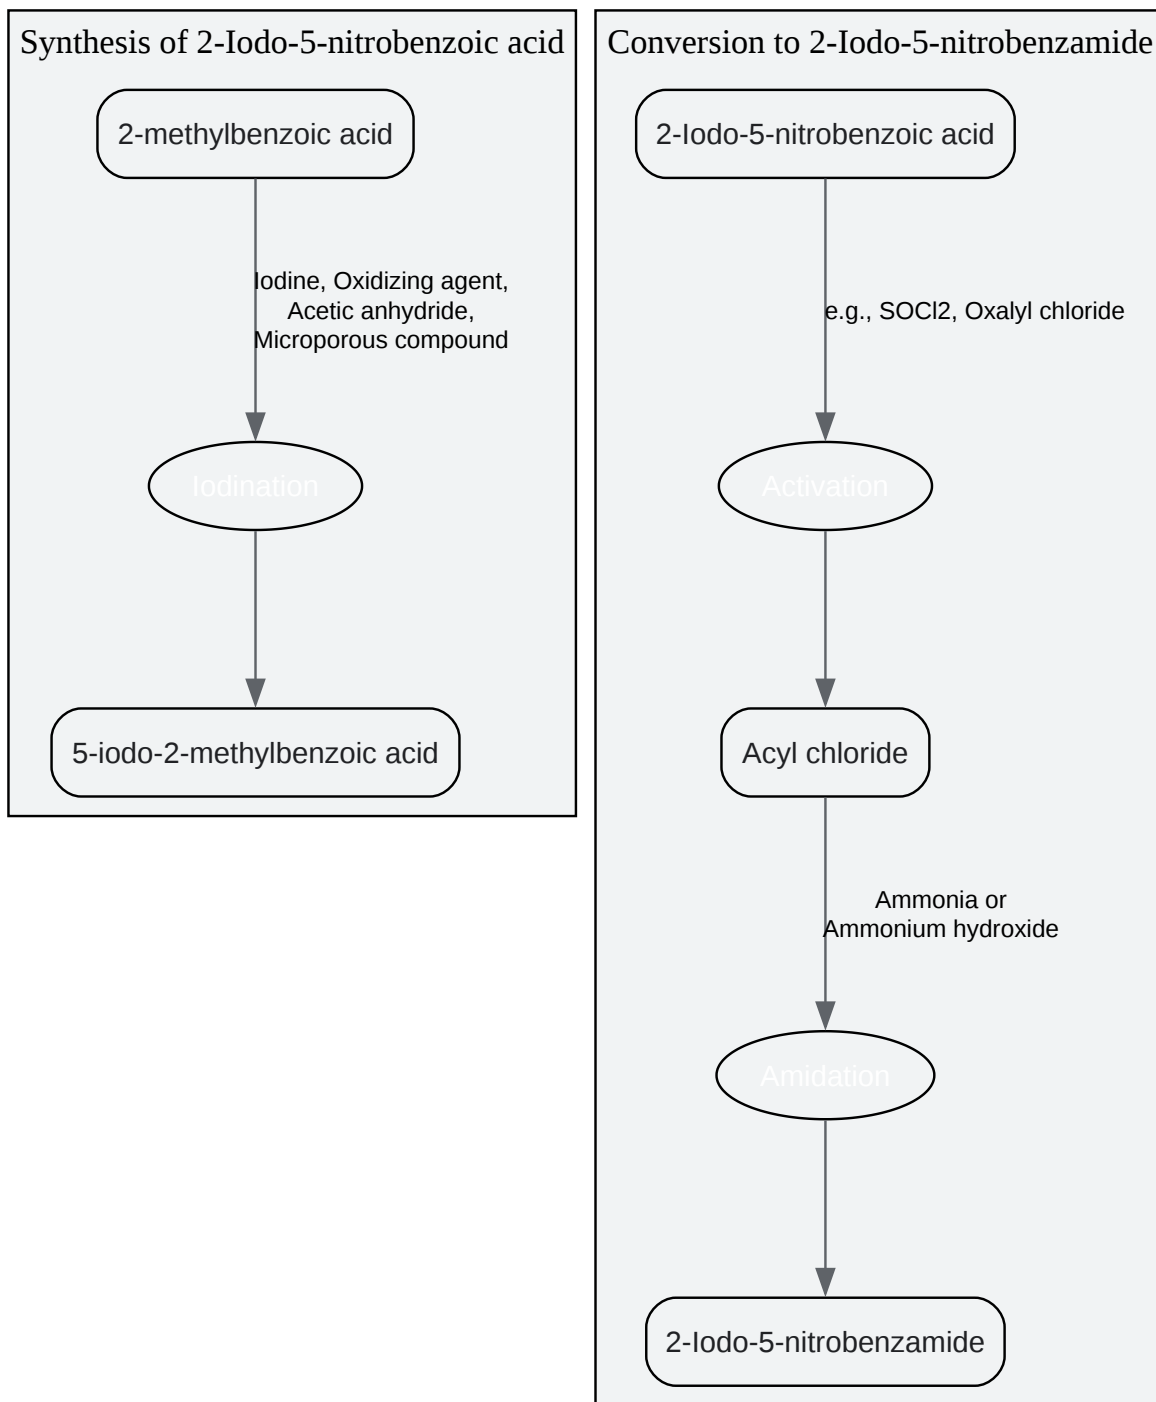 Synthesis of 2-Iodo-5-nitrobenzoic acid
2-methylbenzoic acid
Iodine, Oxidizing agent,
Acetic anhydride,
Microporous compound
Iodination
5-iodo-2-methylbenzoic acid
Conversion to 2-Iodo-5-nitrobenzamide
2-Iodo-5-nitrobenzoic acid
e.g., SOCl2, Oxalyl chloride
Activation
Acyl chloride
Ammonia or
Ammonium hydroxide
Amidation
2-Iodo-5-nitrobenzamide